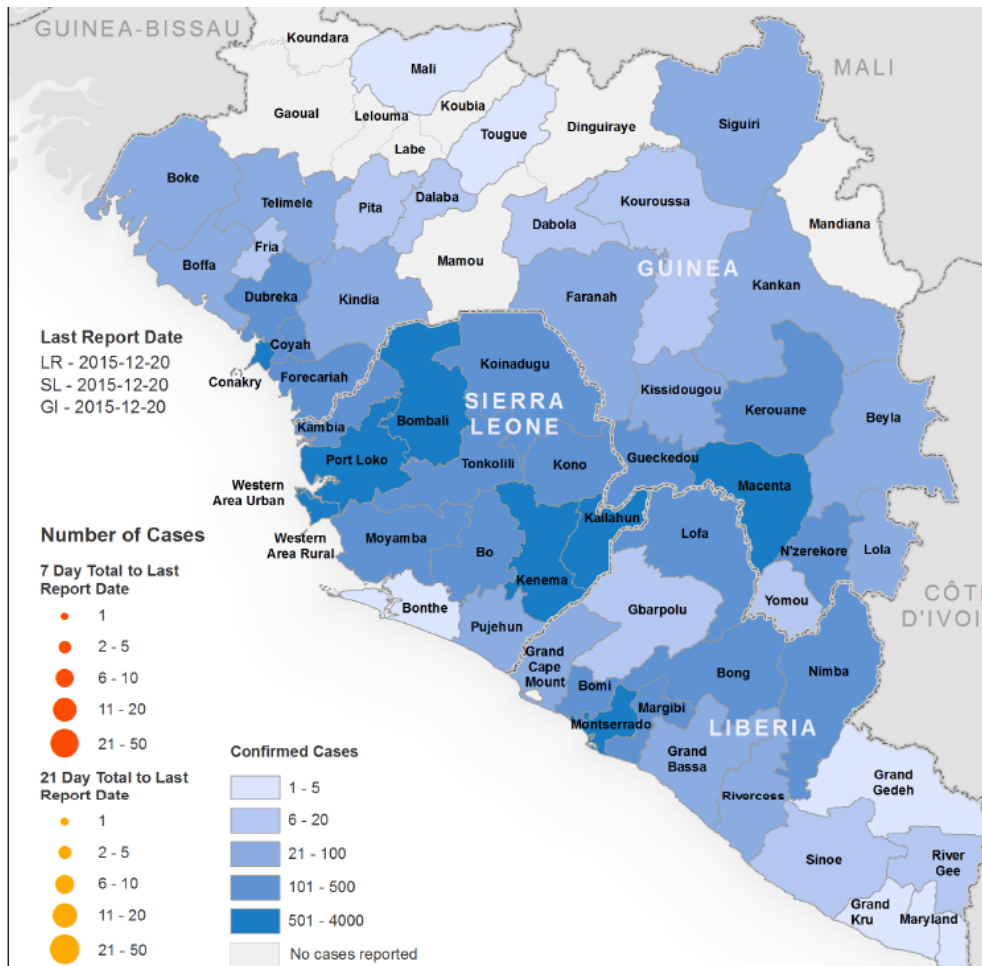 GUINEA-BISSAU
Koundara
Mali
MALI
Koubia
Gaoual
Lelouma
Siguiri
Dinguiraye
Tougue
Labe
Boke
Telimele
Dalaba
Pita
Kouroussa
Mandiana
Dabola
Fria
Mamou
Boffa
GUINEA
Kankan
Dubreka
Kindia
Faranah
Last Report Date
LR - 2015-12-20
SL - 2015-12-20
GI - 2015-12-20
Coyah
Koinadugu
Conakry
Forecariah
Kissidougou
SIERRA
LEONE
Kerouane
Beyla
Bombali
Kambia
Port Loko
Tonkolili
Kono
Gueckedou
Macenta
Western
Area Urban
Kailahun
Number of Cases
Western
Area Rural
Moyamba
Bo
Lofa
N'zerekore
Lola
7 Day Total to Last
Report Date
Kenema
Bonthe
Gbarpolu
Yomou
CÔTE
D'IVOI
1
Pujehun
2 - 5
Grand
Cape
Mount
6 - 10
Bomi
Bong
Nimba
11 - 20
Margibi
Montserrado
LIBERIA
21 - 50
Confirmed Cases
Grand
Bassa
21 Day Total to Last
Report Date
1 - 5
Grand
Gedeh
Rivercess
1
6 - 20
2 - 5
21 - 100
Sinoe
River
Gee
6 - 10
101 - 500
11 - 20
501 - 4000
Grand
Kru
Maryland
21 - 50
No cases reported